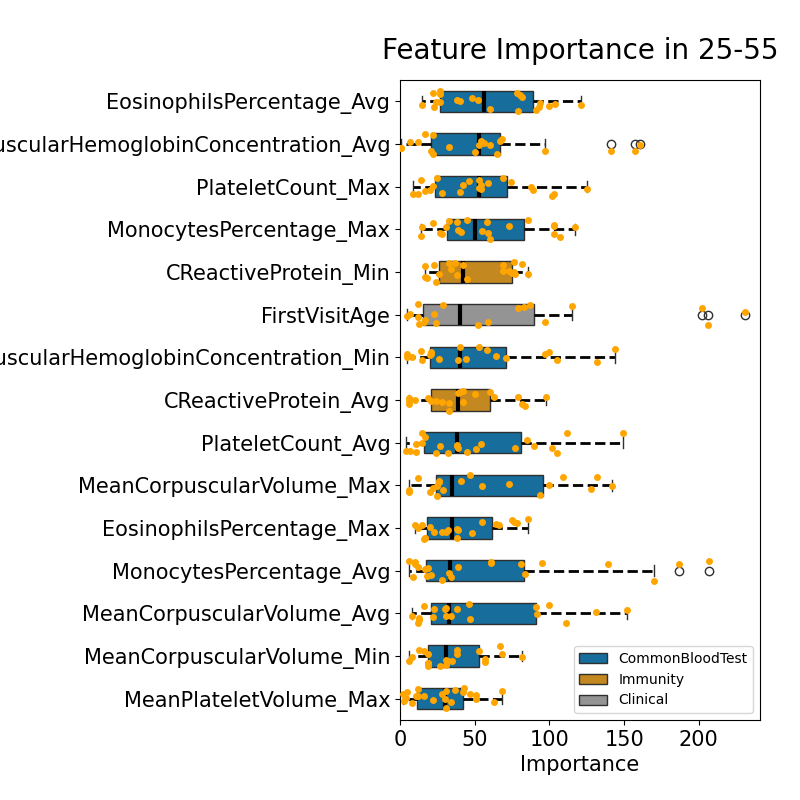 Feature Importance in 25-55
EosinophilsPercentage_Avg
uscularHemoglobinConcentration_Avg
PlateletCount_Max
MonocytesPercentage_Max
CReactiveProtein_Min
FirstVisitAge
uscularHemoglobinConcentration_Min
CReactiveProtein_Avg
PlateletCount_Avg
MeanCorpuscularVolume_Max
EosinophilsPercentage_Max
MonocytesPercentage_Avg
MeanCorpuscularVolume_Avg
MeanCorpuscularVolume_Min
MeanPlateletVolume_Max
CommonBloodTest
Immunity
Clinical
0 50 100 150 200
Importance